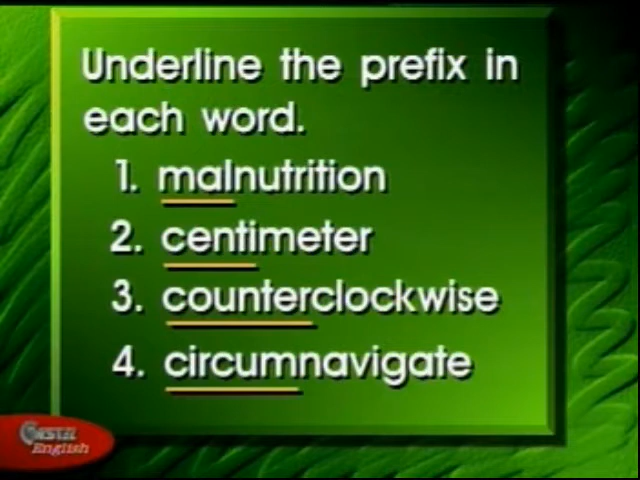 Underline the prefix in
each word.
1. malnutrition
2. centimeter
3. counterclockwise
4. circumnavigate
English